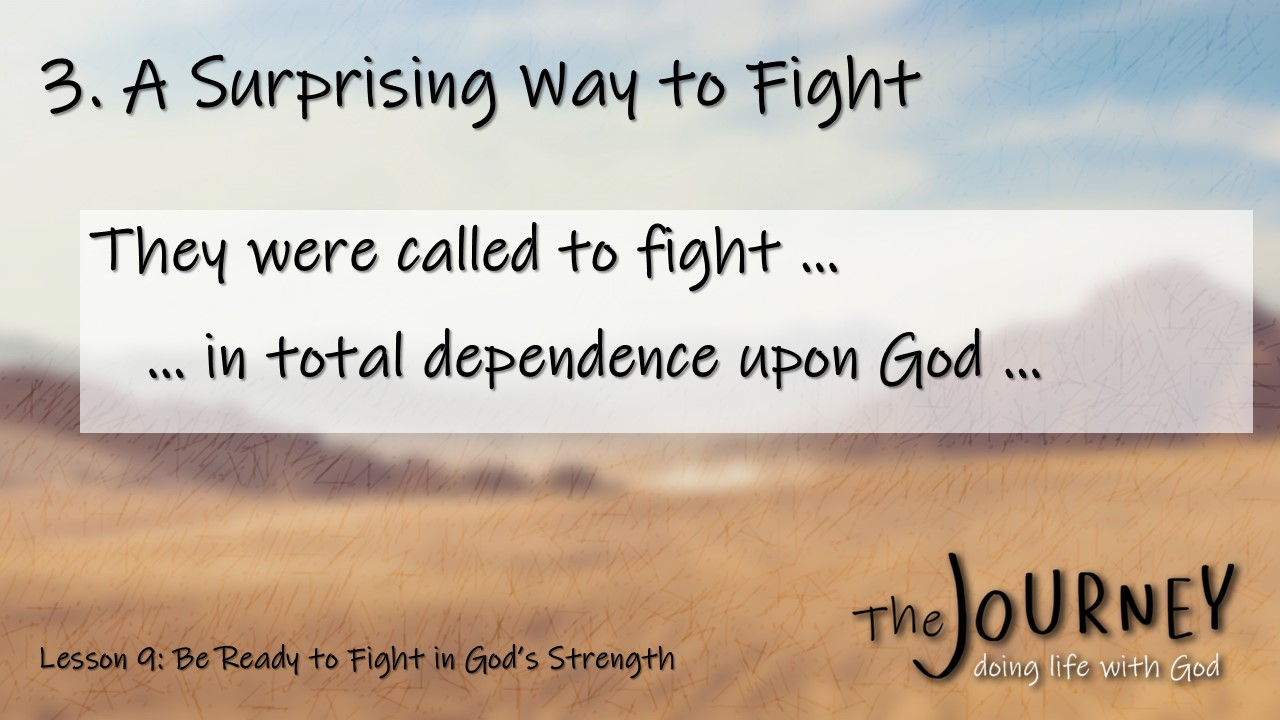 3. A Surprising Way to Fight
They were called to fight ...
... in total dependence upon God ...
Lesson 9: Be Ready to Fight in God's Strength
The JOURNEY
doing life with God